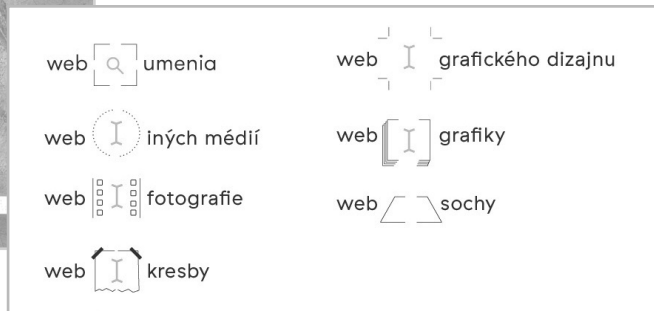 web umenia
web iných médií
web fotografie
web kresby
web grafického dizajnu
web grafiky
web sochy